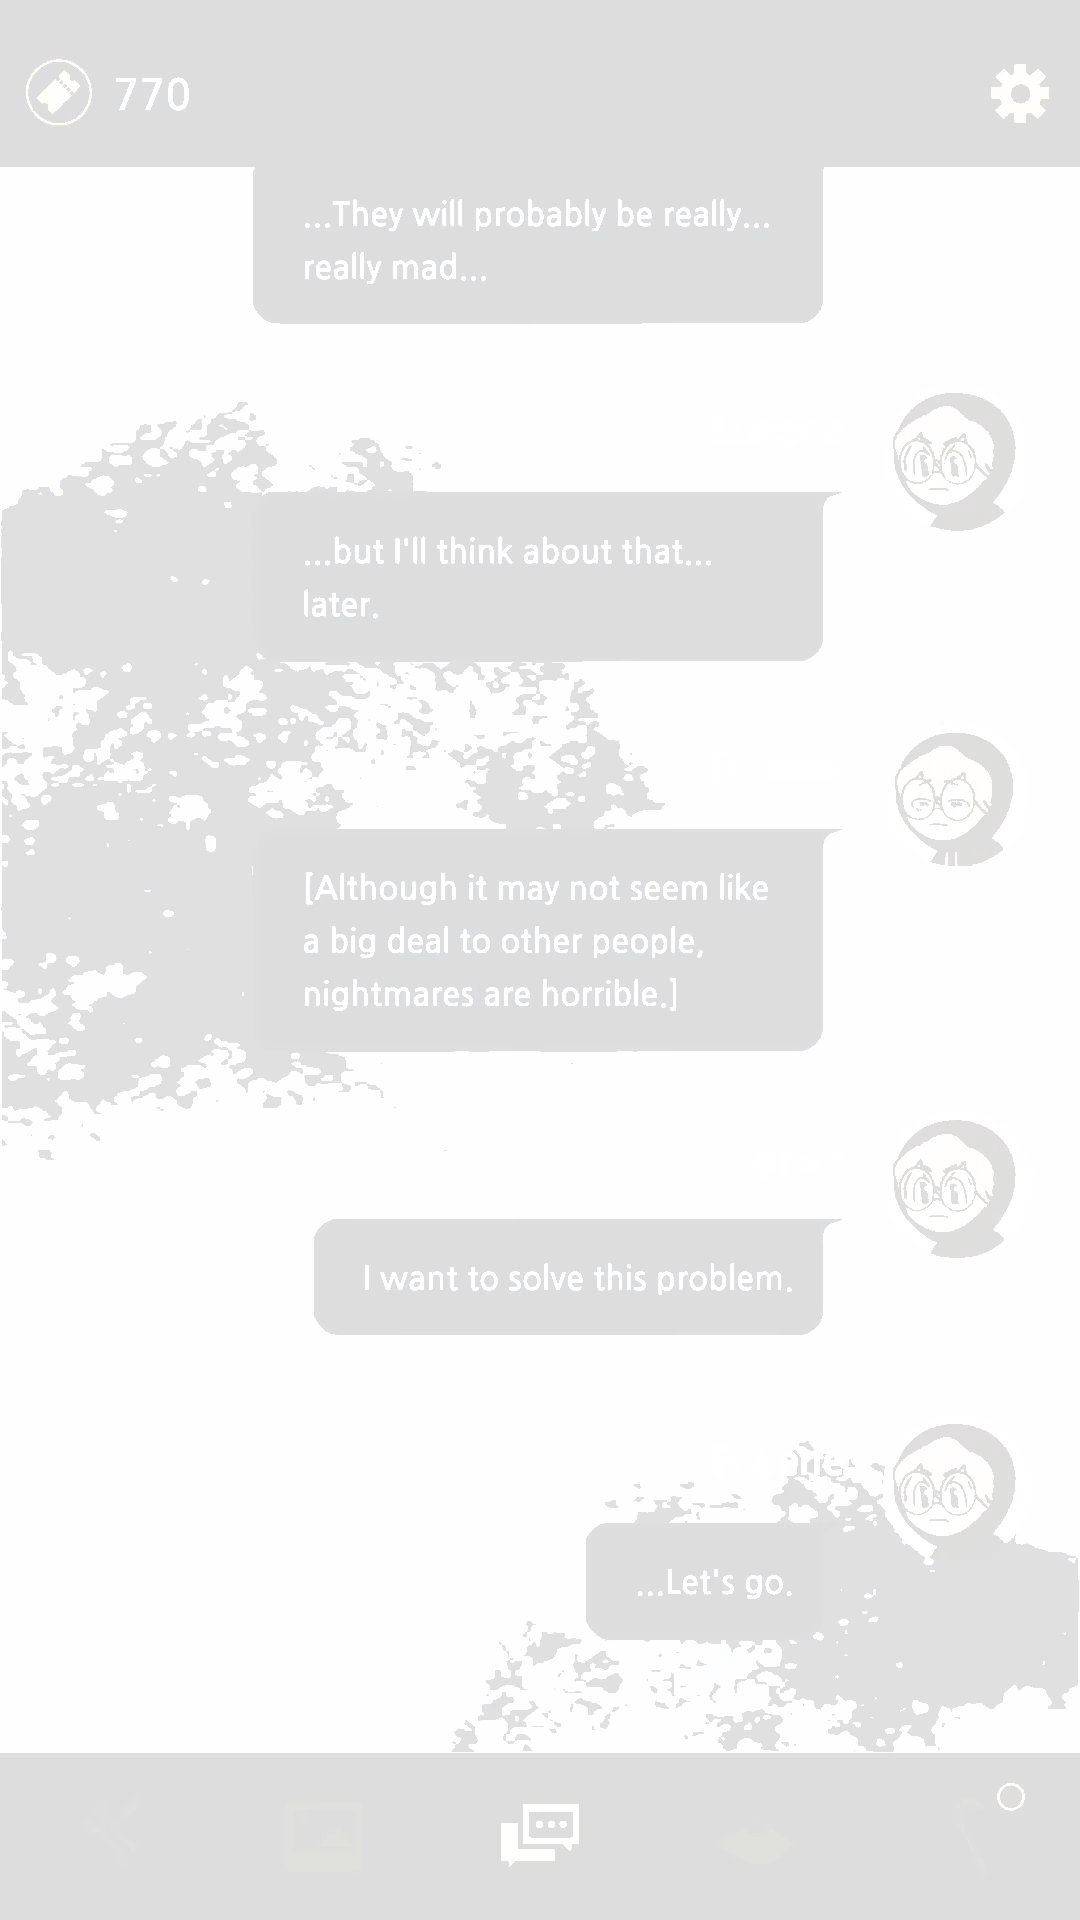 770
...They will probably be really...
really mad...
...but I'll think about that...
later.
[Although it may not seem like
a big deal to other people,
nightmares are horrible.]
I want to solve this problem.
...Let's go.